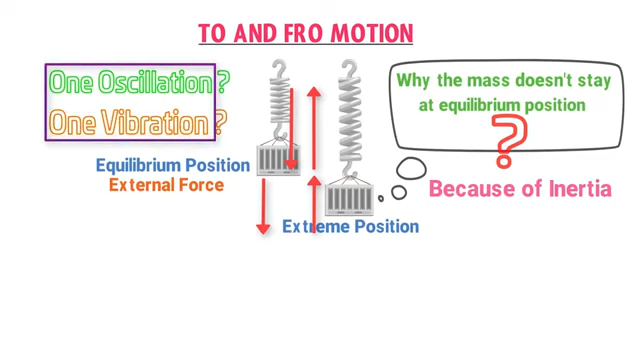 TO AND FRO MOTION
One Oscillation?
One Vibration?
Equilibrium Position
External Force
Extreme Position
Why the mass doesn't stay
at equilibrium position
?
Because of Inertia